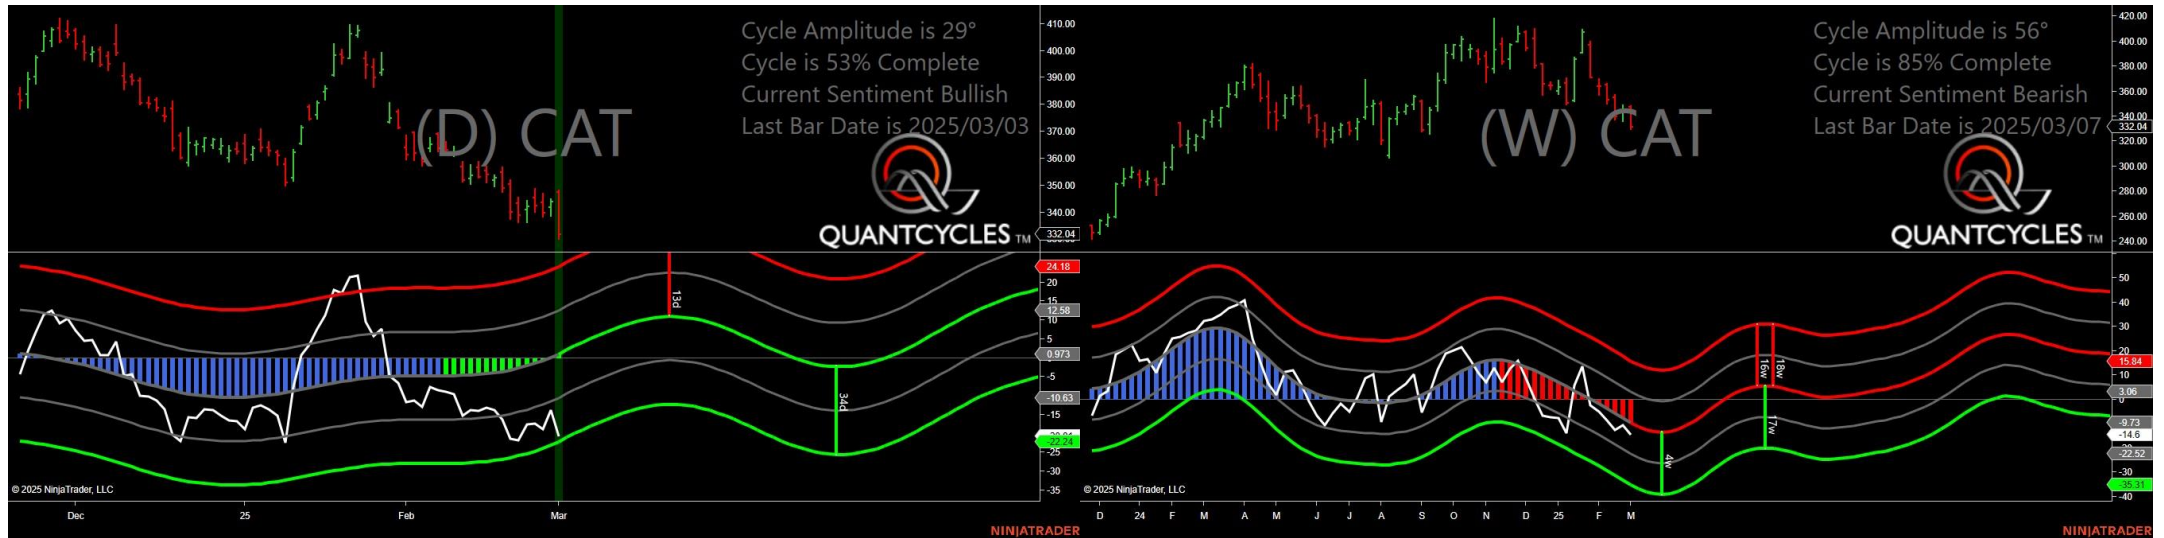 Cycle Amplitude is 29°
Cycle is 53% Complete
Current Sentiment Bullish
Last Bar Date is 2025/03/03
(D) CAT
QUANTCYCLES TM
410.00
400.00
390.00
380.00
370.00
360.00
350.00
340.00
332.04
24.18
20
15
12.58
10
5
0.973
-5
-10.63
-15
-22.24
-25
-30
-35
13d
34d
© 2025 NinjaTrader, LLC
Dec
25
Feb
Mar
NINJATRADER
Cycle Amplitude is 56°
Cycle is 85% Complete
Current Sentiment Bearish
Last Bar Date is 2025/03/07
(W) CAT
QUANTCYCLES TM
420.00
400.00
380.00
360.00
340.00
332.04
320.00
300.00
280.00
260.00
240.00
50
40
30
20
15.84
10
3.06
0
-9.73
-14.6
-22.52
-30
-35.31
-40
16w
18w
17w
4w
© 2025 NinjaTrader, LLC
D 24 F M A M J J A S O N D 25 F M
NINJATRADER